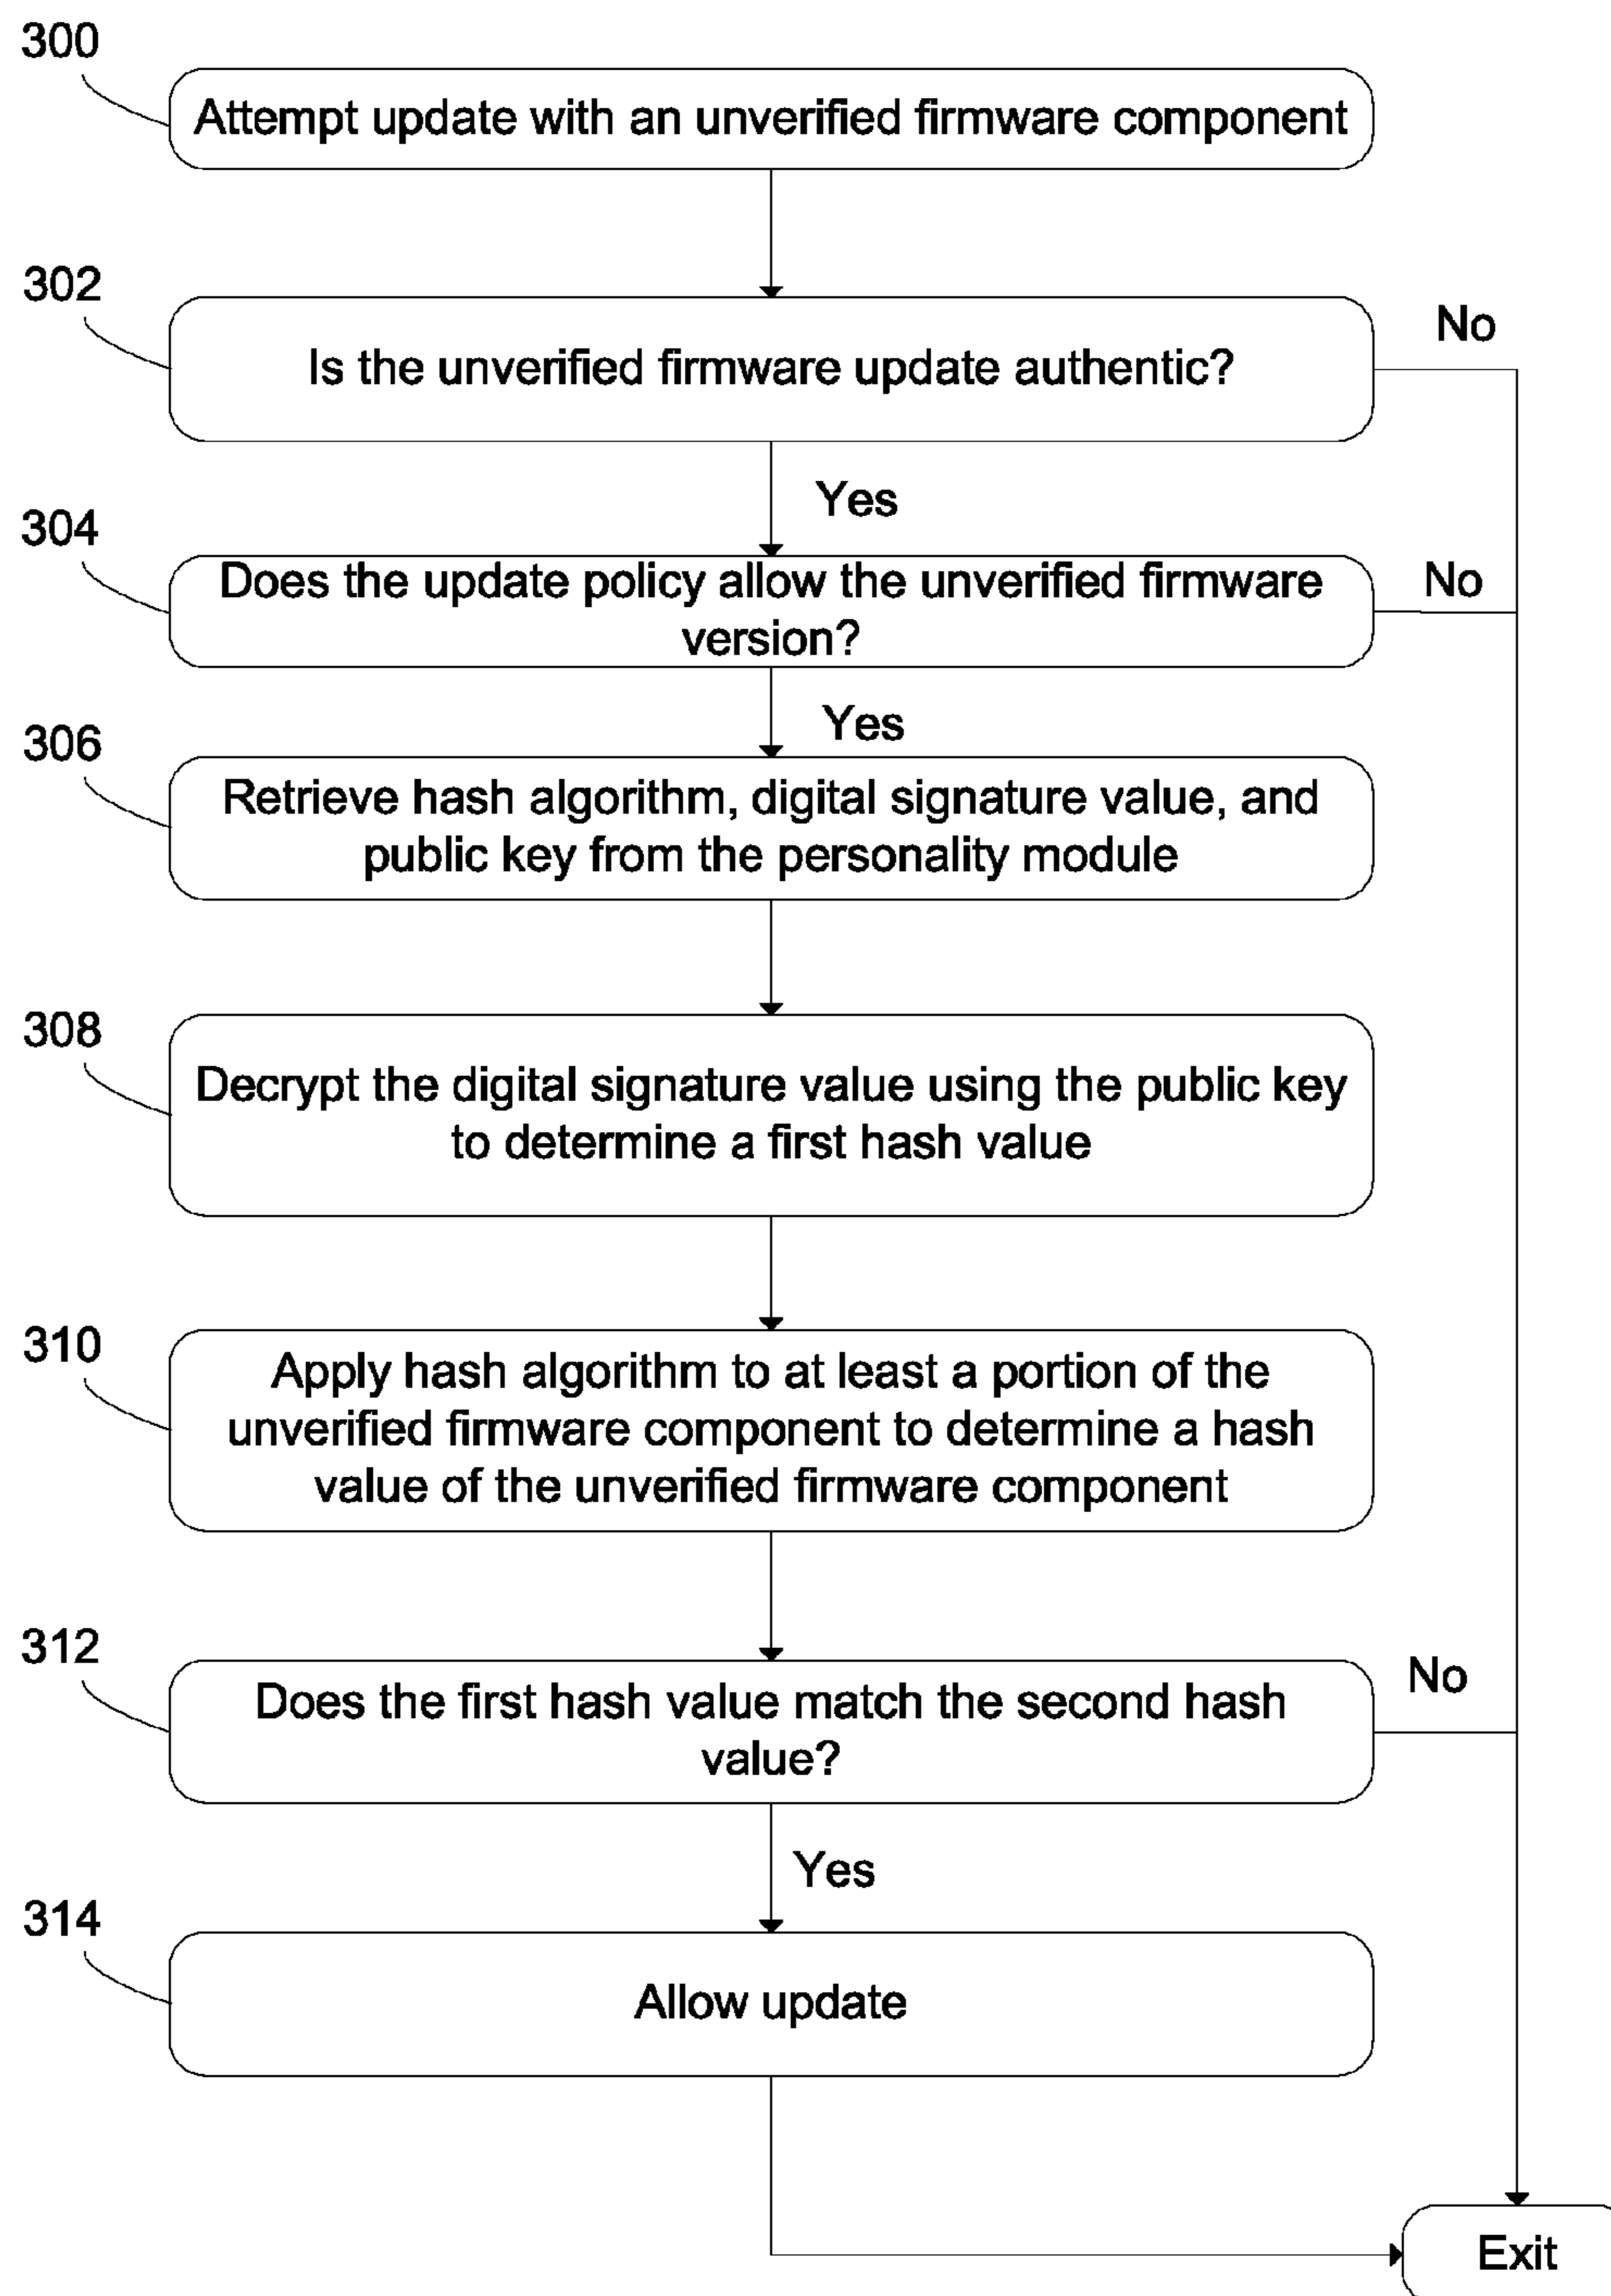 300
Attempt update with an unverified firmware component
302
No
Is the unverified firmware update authentic?
Yes
304
Does the update policy allow the unverified firmware
version?
No
Yes
306
Retrieve hash algorithm, digital signature value, and
public key from the personality module
308
Decrypt the digital signature value using the public key
to determine a first hash value
310
Apply hash algorithm to at least a portion of the
unverified firmware component to determine a hash
value of the unverified firmware component
312
No
Does the first hash value match the second hash
value?
Yes
314
Allow update
Exit